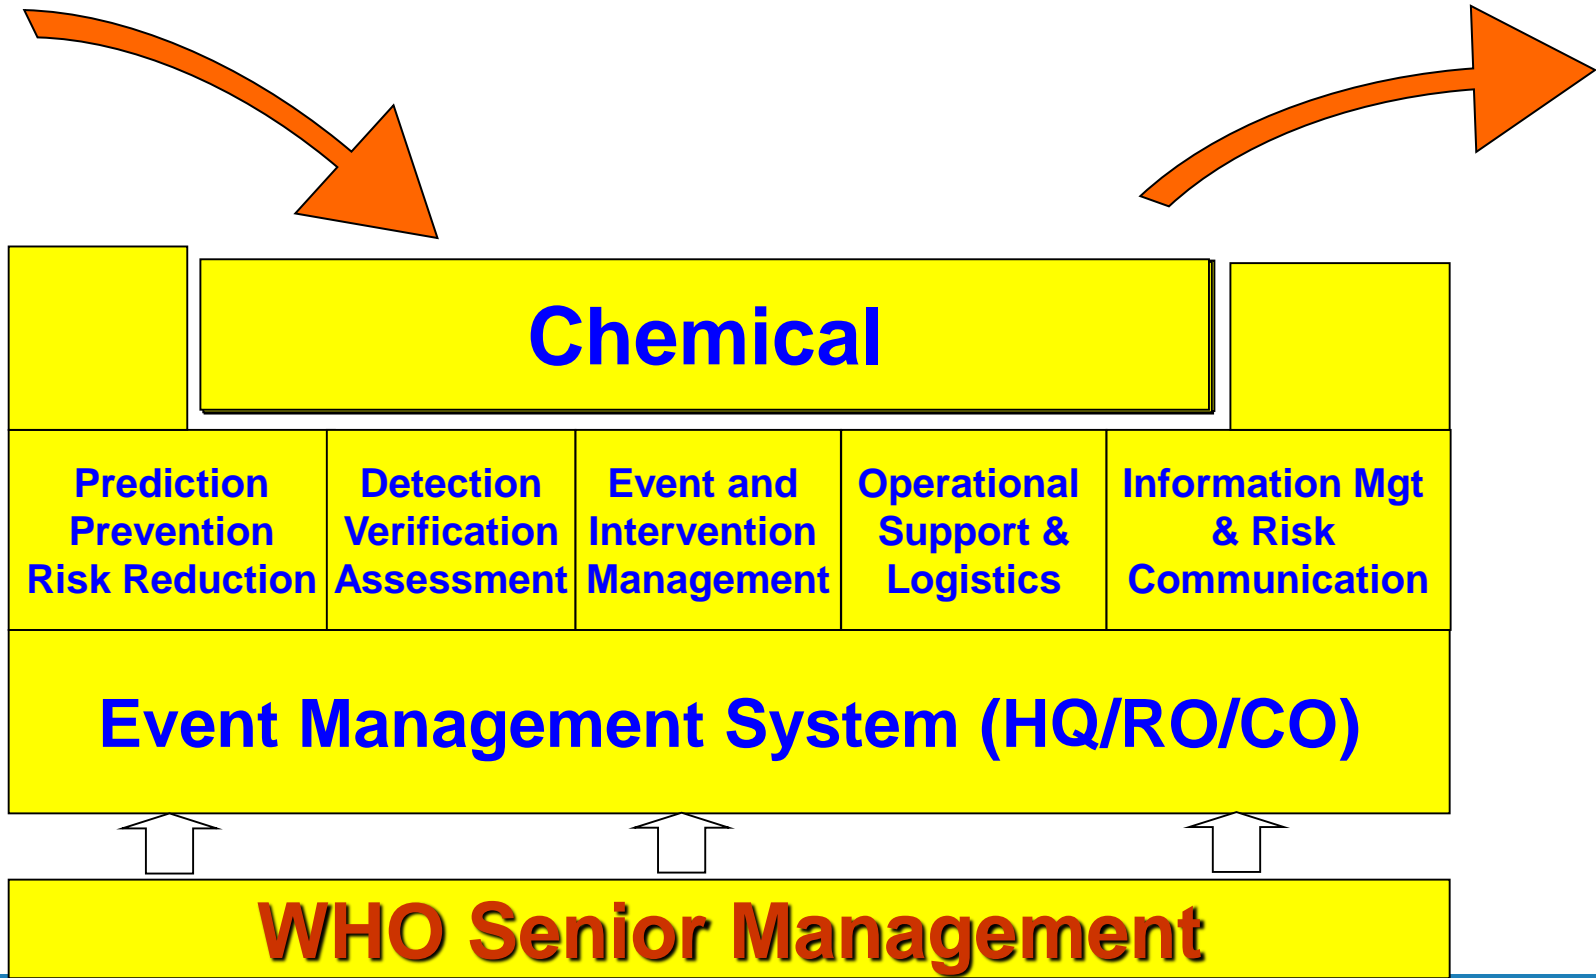 Chemical
Prediction
Prevention
Risk Reduction
Detection
Verification
Assessment
Event and
Intervention
Management
Operational
Support &
Logistics
Information Mgt
& Risk
Communication
Event Management System (HQ/RO/CO)
WHO Senior Management